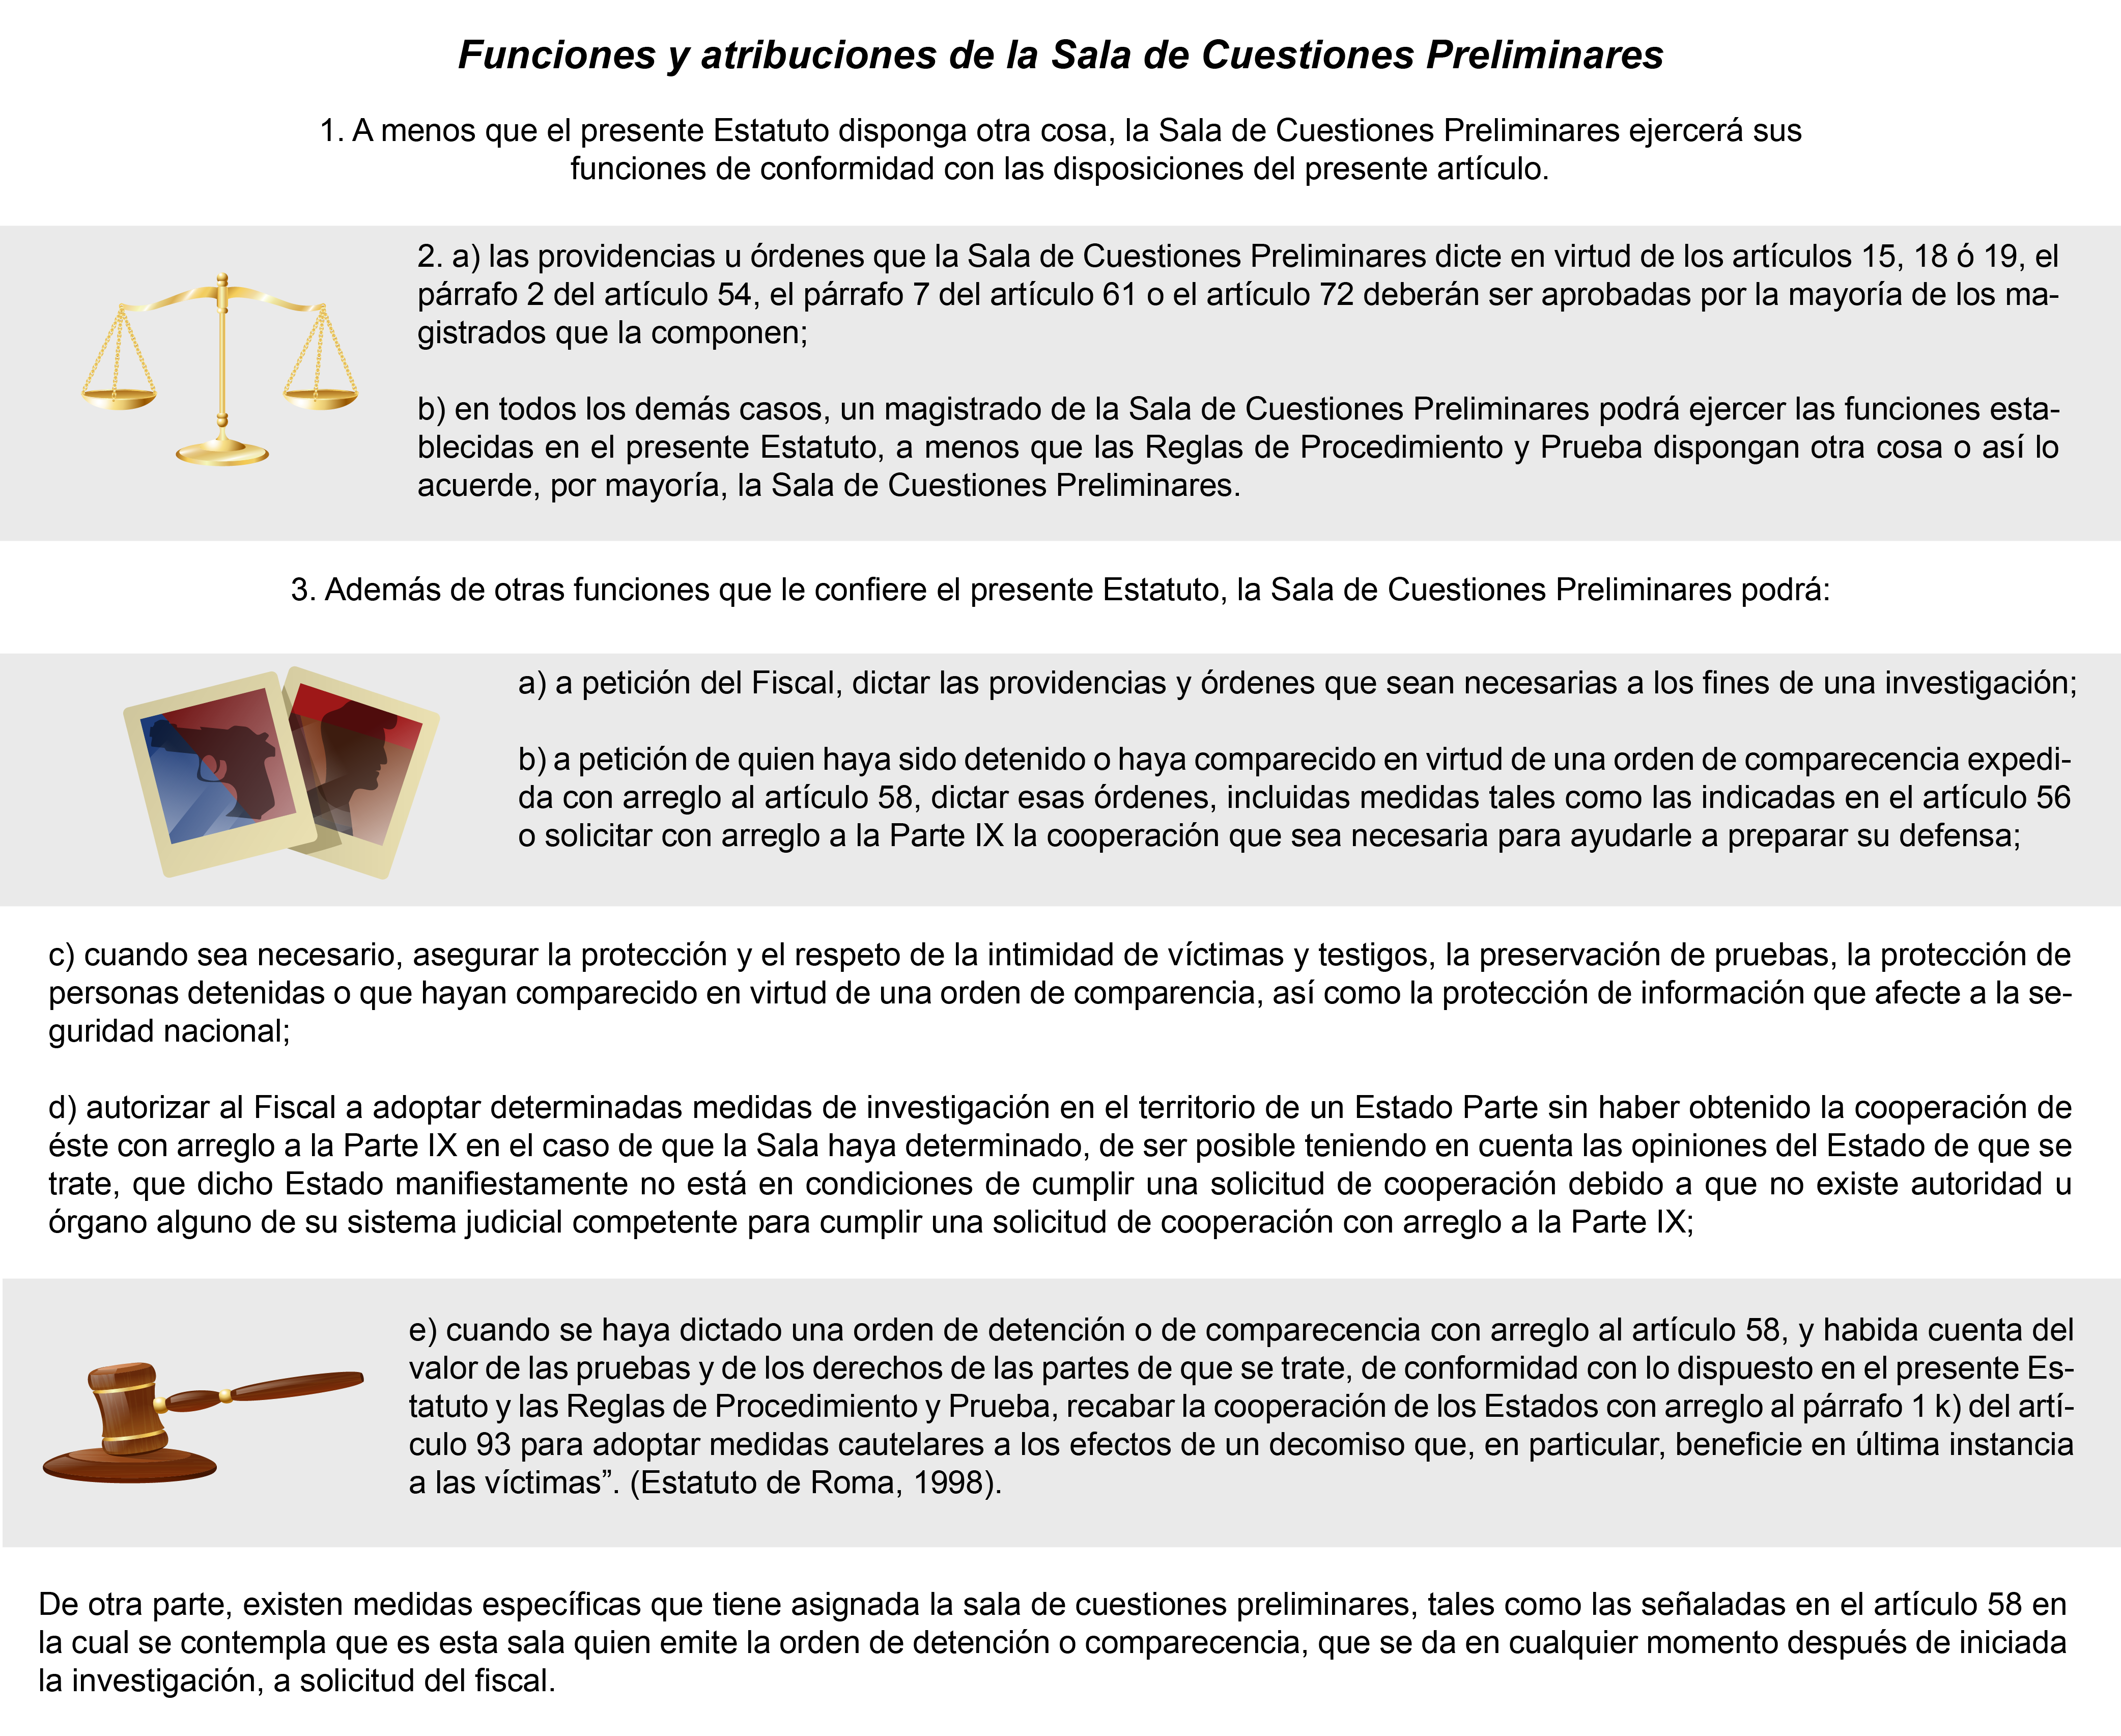 Funciones y atribuciones de la Sala de Cuestiones Preliminares
1. A menos que el presente Estatuto disponga otra cosa, la Sala de Cuestiones Preliminares ejercerá sus
funciones de conformidad con las disposiciones del presente artículo.
2. a) las providencias u órdenes que la Sala de Cuestiones Preliminares dicte en virtud de los artículos 15, 18 ó 19, el
párrafo 2 del artículo 54, el párrafo 7 del artículo 61 o el artículo 72 deberán ser aprobadas por la mayoría de los ma-
gistrados que la componen;
b) en todos los demás casos, un magistrado de la Sala de Cuestiones Preliminares podrá ejercer las funciones esta-
blecidas en el presente Estatuto, a menos que las Reglas de Procedimiento y Prueba dispongan otra cosa o así lo
acuerde, por mayoría, la Sala de Cuestiones Preliminares.
3. Además de otras funciones que le confiere el presente Estatuto, la Sala de Cuestiones Preliminares podrá:
a) a petición del Fiscal, dictar las providencias y órdenes que sean necesarias a los fines de una investigación;
b) a petición de quien haya sido detenido o haya comparecido en virtud de una orden de comparecencia expedi-
da con arreglo al artículo 58, dictar esas órdenes, incluidas medidas tales como las indicadas en el artículo 56
o solicitar con arreglo a la Parte IX la cooperación que sea necesaria para ayudarle a preparar su defensa;
c) cuando sea necesario, asegurar la protección y el respeto de la intimidad de víctimas y testigos, la preservación de pruebas, la protección de
personas detenidas o que hayan comparecido en virtud de una orden de comparencia, así como la protección de información que afecte a la se-
guridad nacional;
d) autorizar al Fiscal a adoptar determinadas medidas de investigación en el territorio de un Estado Parte sin haber obtenido la cooperación de
éste con arreglo a la Parte IX en el caso de que la Sala haya determinado, de ser posible teniendo en cuenta las opiniones del Estado de que se
trate, que dicho Estado manifiestamente no está en condiciones de cumplir una solicitud de cooperación debido a que no existe autoridad u
órgano alguno de su sistema judicial competente para cumplir una solicitud de cooperación con arreglo a la Parte IX;
e) cuando se haya dictado una orden de detención o de comparecencia con arreglo al artículo 58, y habida cuenta del
valor de las pruebas y de los derechos de las partes de que se trate, de conformidad con lo dispuesto en el presente Es-
tatuto y las Reglas de Procedimiento y Prueba, recabar la cooperación de los Estados con arreglo al párrafo 1 k) del artí-
culo 93 para adoptar medidas cautelares a los efectos de un decomiso que, en particular, beneficie en última instancia
a las víctimas”. (Estatuto de Roma, 1998).
De otra parte, existen medidas específicas que tiene asignada la sala de cuestiones preliminares, tales como las señaladas en el artículo 58 en
la cual se contempla que es esta sala quien emite la orden de detención o comparecencia, que se da en cualquier momento después de iniciada
la investigación, a solicitud del fiscal.